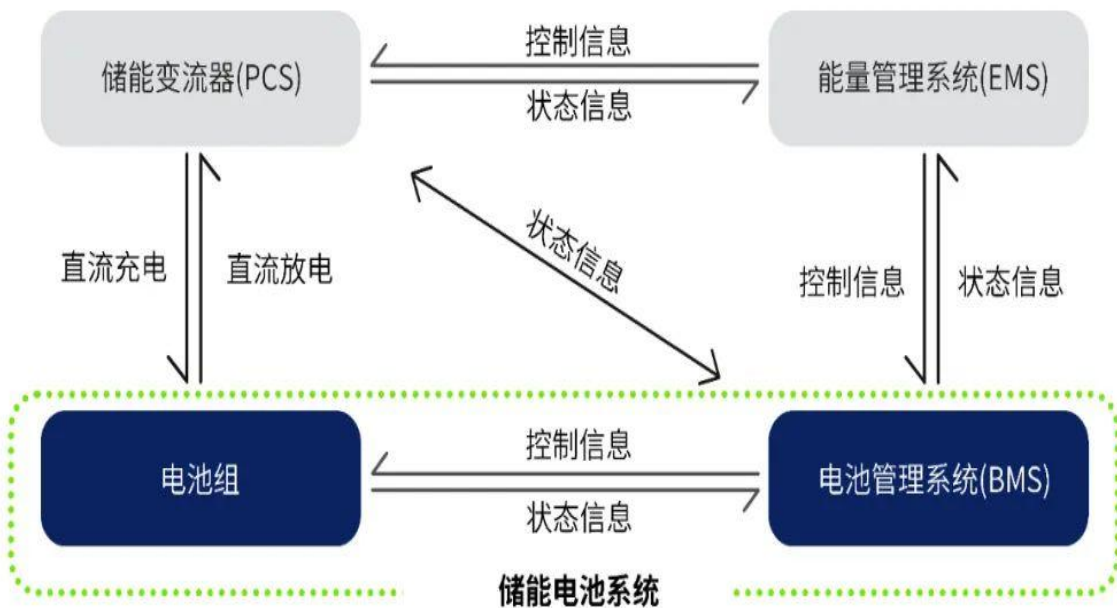 储能变流器(PCS)
控制信息
状态信息
能量管理系统(EMS)
直流充电
直流放电
状态信息
控制信息
状态信息
电池组
控制信息
状态信息
电池管理系统(BMS)
储能电池系统